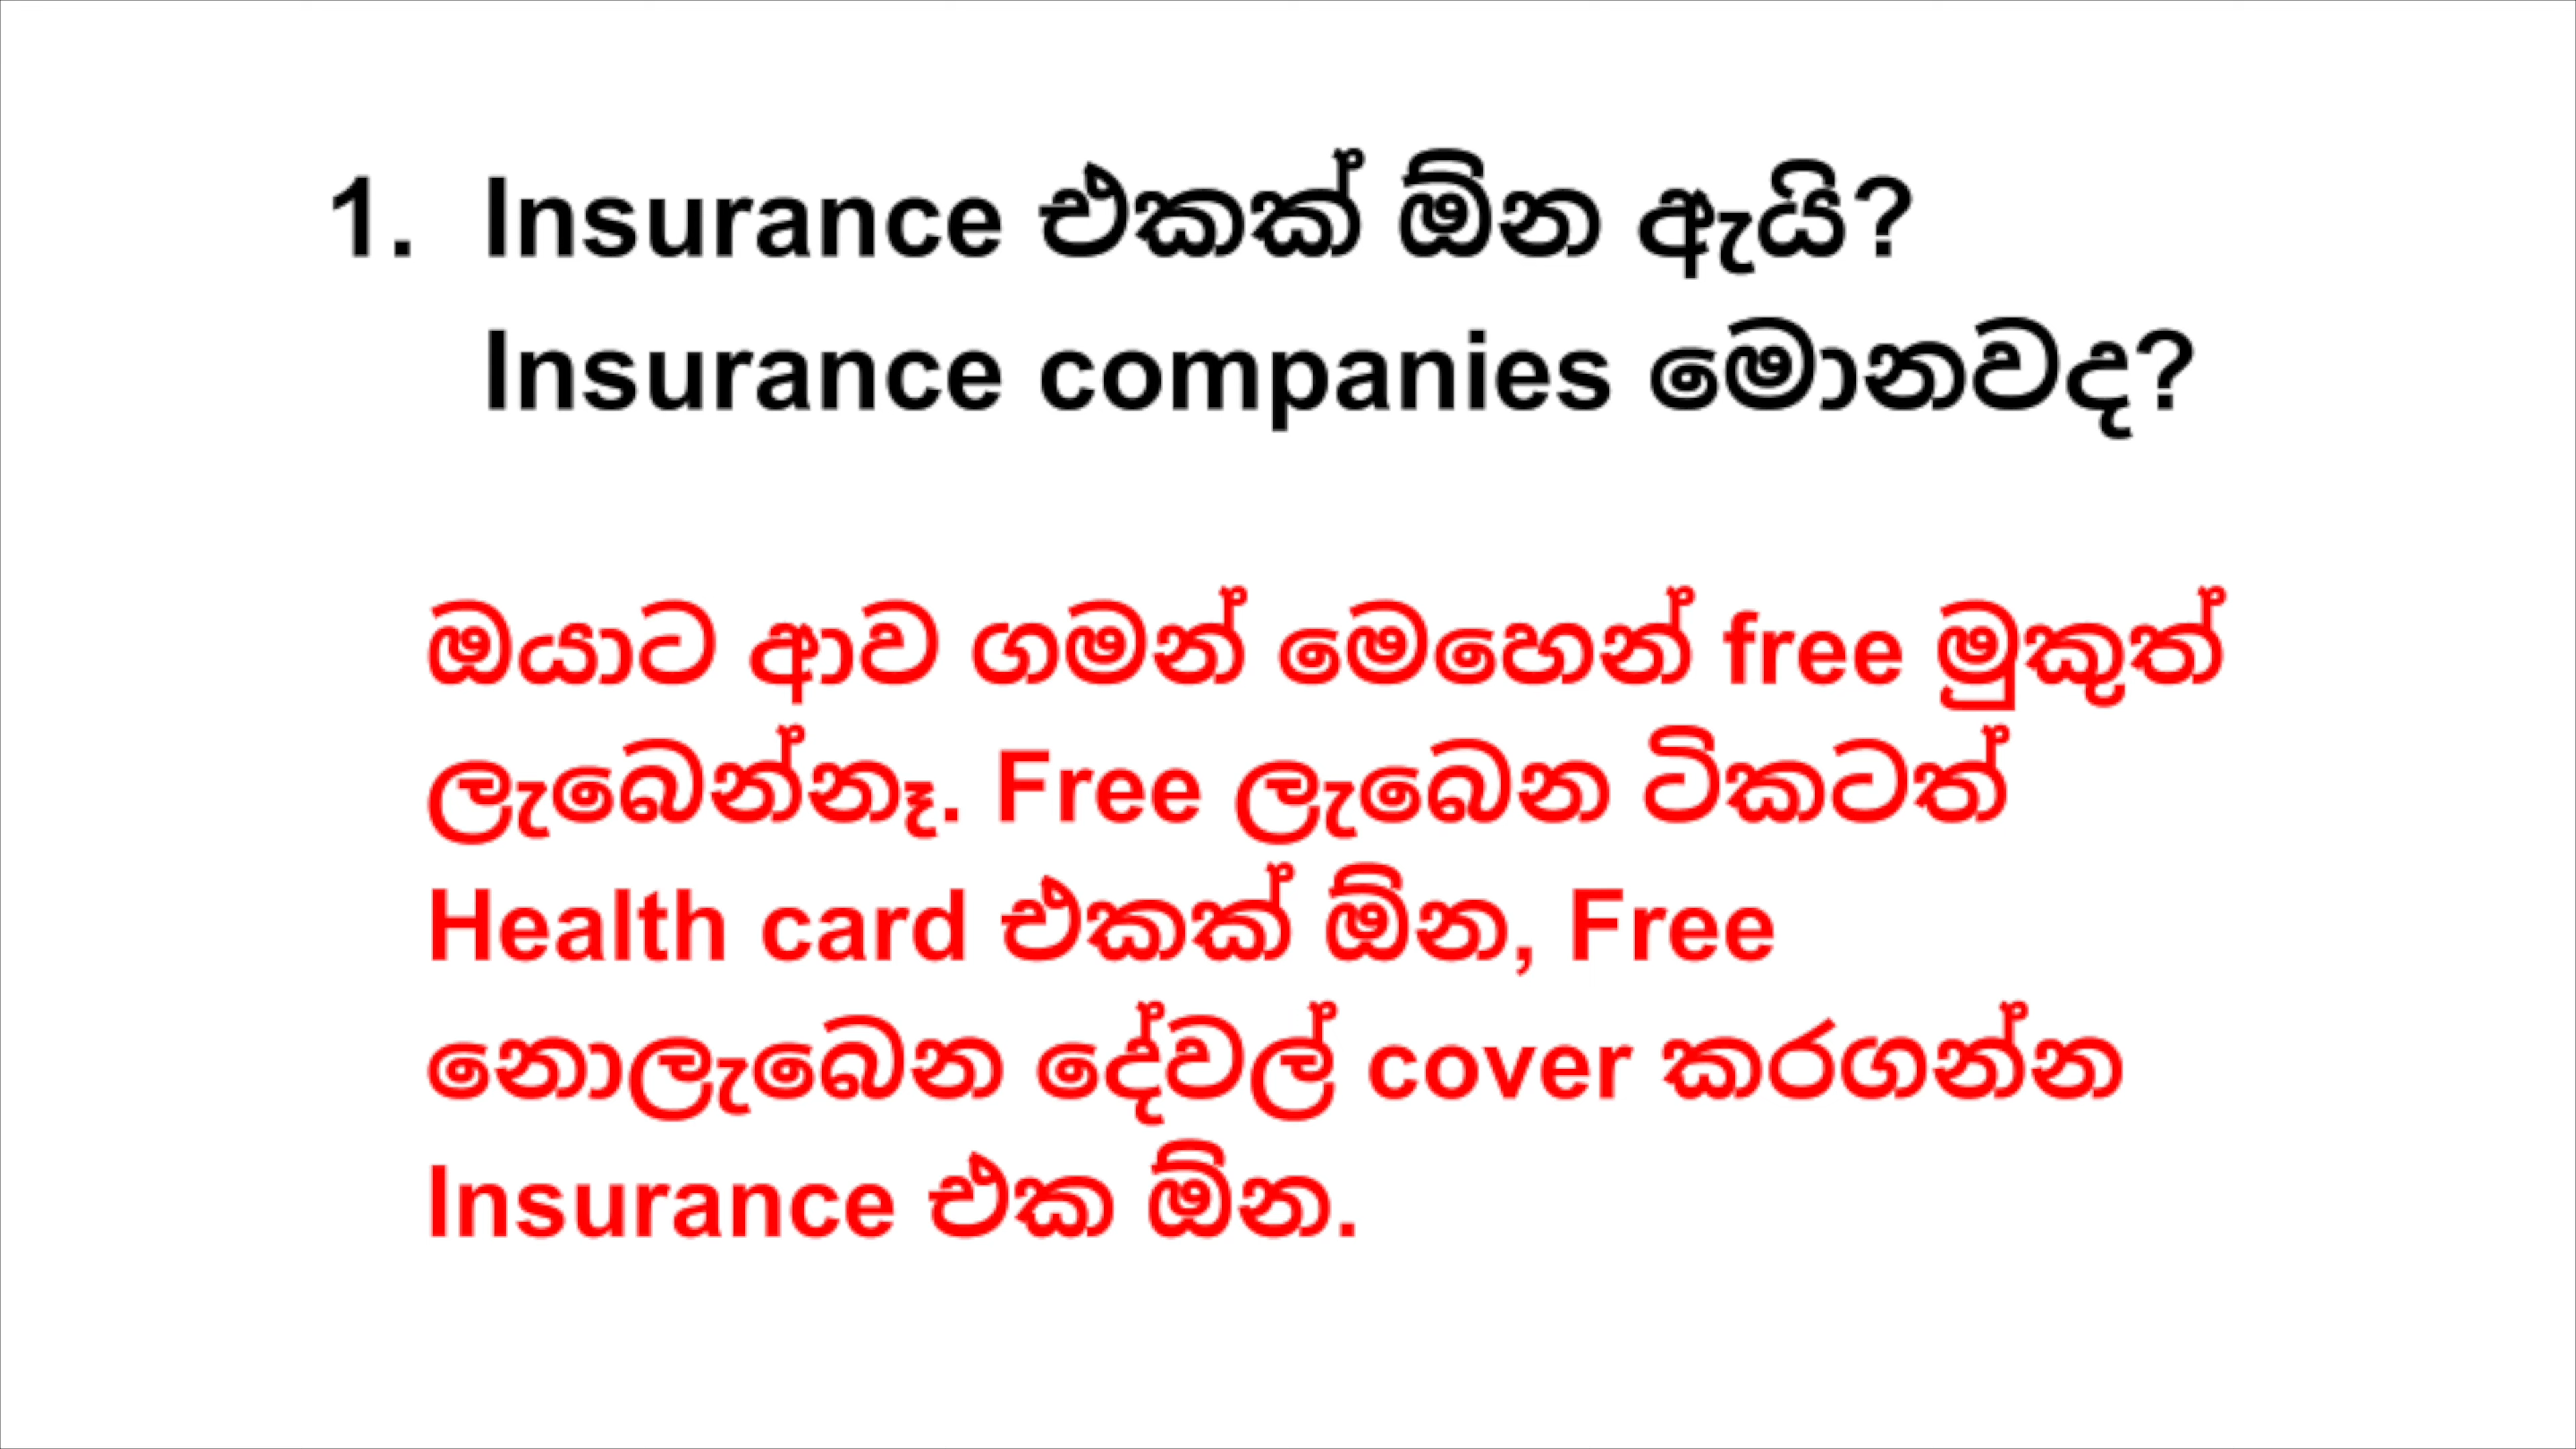 1. Insurance එකක් ඕන ඇයි?
Insurance companies මොනවද?
ඔයාට ආව ගමන් මෙහෙන් free මුකුත්
ලැබෙන්නෑ. Free ලැබෙන ටිකටත්
Health card එකක් ඕන, Free
නොලැබෙන දේවල් cover කරගන්න
Insurance එක ඕන.